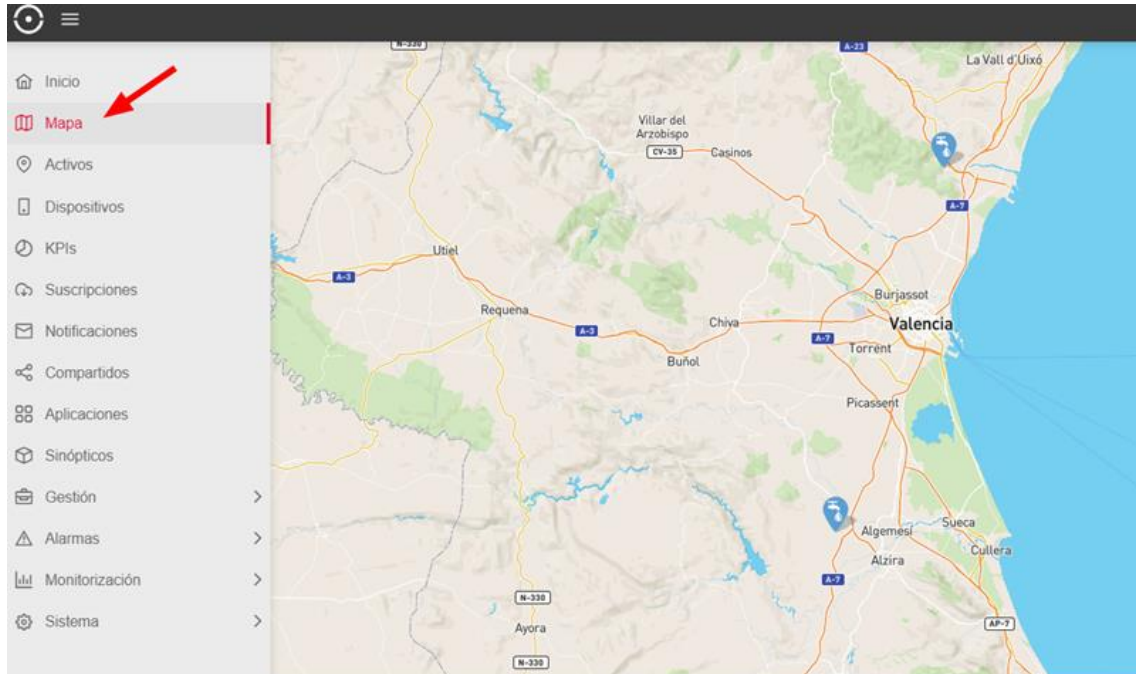 Inicio
Mapa
Activos
Dispositivos
KPIs
Suscripciones
Notificaciones
Compartidos
Aplicaciones
Sinópticos
Gestión
Alarmas
Monitorización
Sistema
N-330
A-23
La Vall d'Uixó
Villar del
Arzobispo
CV-35
Casinos
A-7
Utiel
A-3
Burjassot
Requena
Chiva
Valencia
A-3
A-7
Torrent
Buñol
Picassent
Sueca
Algemesí
Cullera
Alzira
A-7
N-330
AP-7
Ayora
N-330